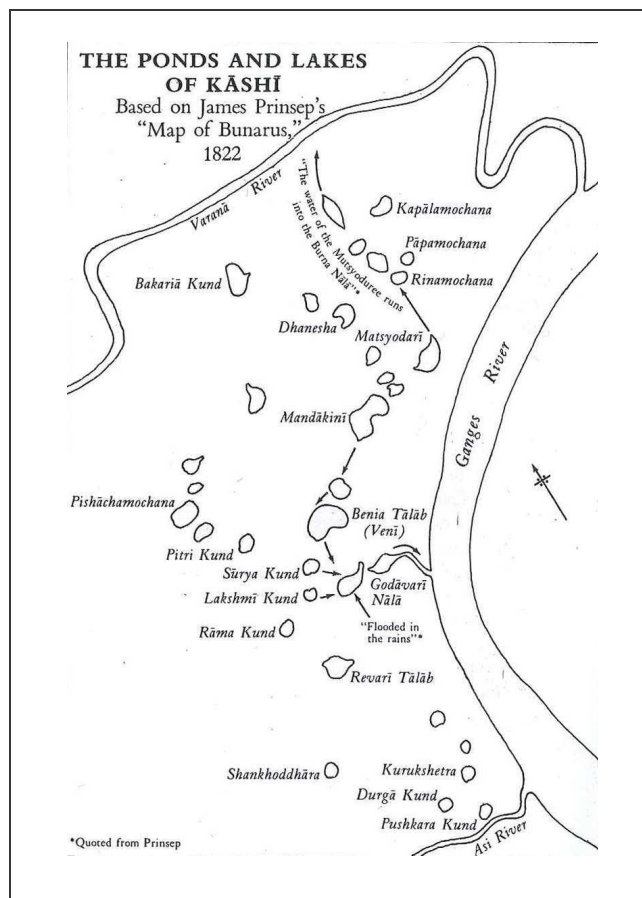 THE PONDS AND LAKES
OF KĀSHĪ
Based on James Prinsep's
“Map of Bunarus,”
1822
Varanā River
“The water of the Mutsyoduree runs
into the Burna Nālā”*
Kapālamochana
Pāpamochana
Rinamochana
Bakariā Kund
Dhanesha
Matsyodarī
Ganges River
Mandākinī
Pishāchamochana
Benia Tālāb
(Venī)
Pitri Kund
Sūrya Kund
Godāvarī
Nālā
Lakshmī Kund
“Flooded in
the rains”*
Rāma Kund
Revarī Tālāb
Shankhoddhāra
Kurukshetra
Durgā Kund
Pushkara Kund
Asi River
*Quoted from Prinsep